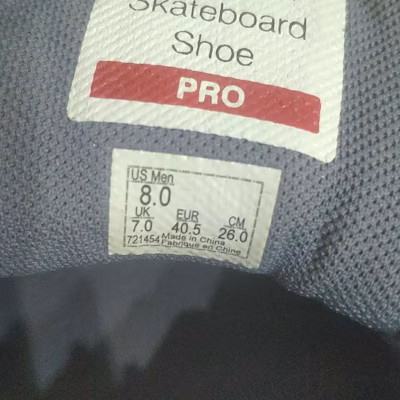 Skateboard
Shoe
PRO
US Men
8.0
UK EUR CM
7.0 40.5 26.0
721454 Made in China
Fabriqué en Chine